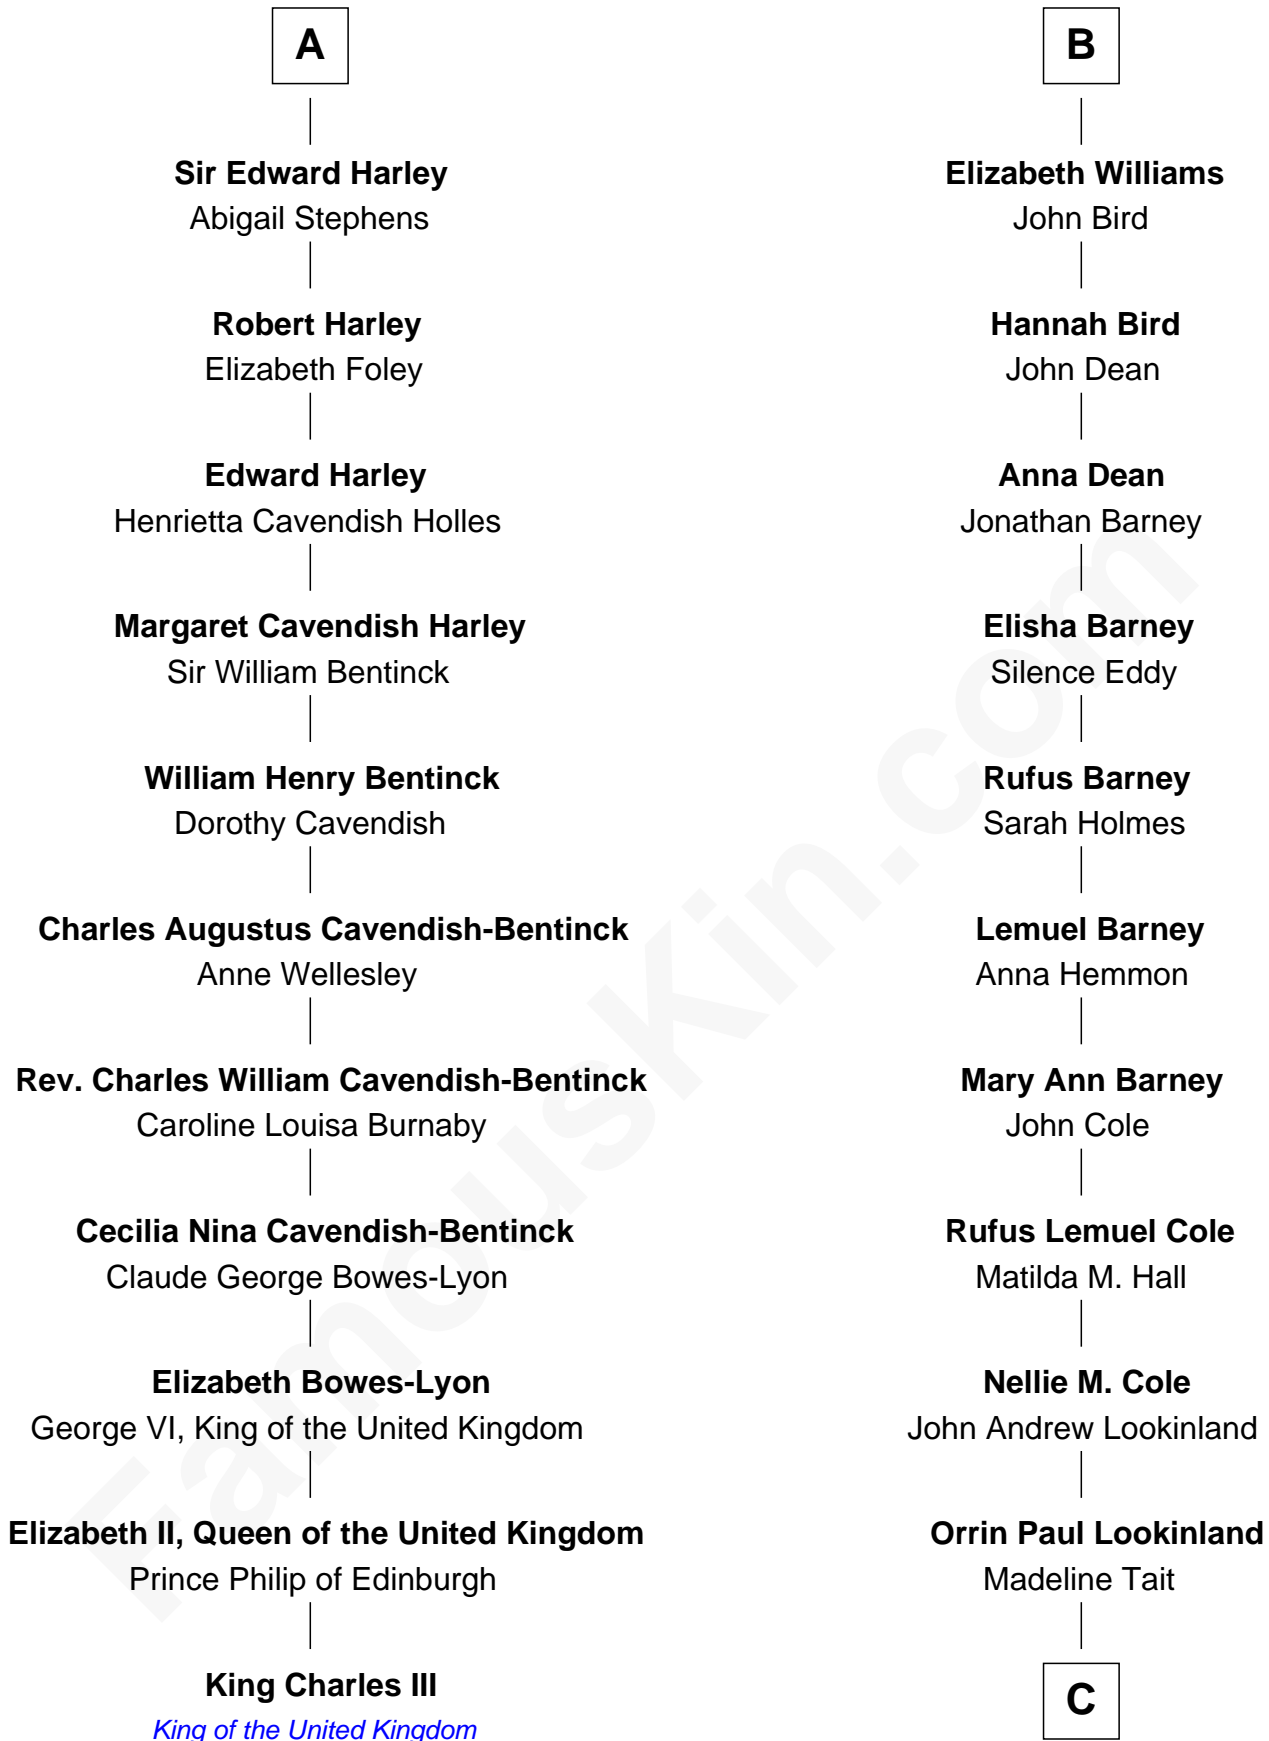 A
Sir Edward Harley
Abigail Stephens
Robert Harley
Elizabeth Foley
Edward Harley
Henrietta Cavendish Holles
Margaret Cavendish Harley
Sir William Bentinck
William Henry Bentinck
Dorothy Cavendish
Charles Augustus Cavendish-Bentinck
Anne Wellesley
Rev. Charles William Cavendish-Bentinck
Caroline Louisa Burnaby
Cecilia Nina Cavendish-Bentinck
Claude George Bowes-Lyon
Elizabeth Bowes-Lyon
George VI, King of the United Kingdom
Elizabeth II, Queen of the United Kingdom
Prince Philip of Edinburgh
King Charles III
King of the United Kingdom
B
Elizabeth Williams
John Bird
Hannah Bird
John Dean
Anna Dean
Jonathan Barney
Elisha Barney
Silence Eddy
Rufus Barney
Sarah Holmes
Lemuel Barney
Anna Hemmon
Mary Ann Barney
John Cole
Rufus Lemuel Cole
Matilda M. Hall
Nellie M. Cole
John Andrew Lookinland
Orrin Paul Lookinland
Madeline Tait
C
FamousKin.com